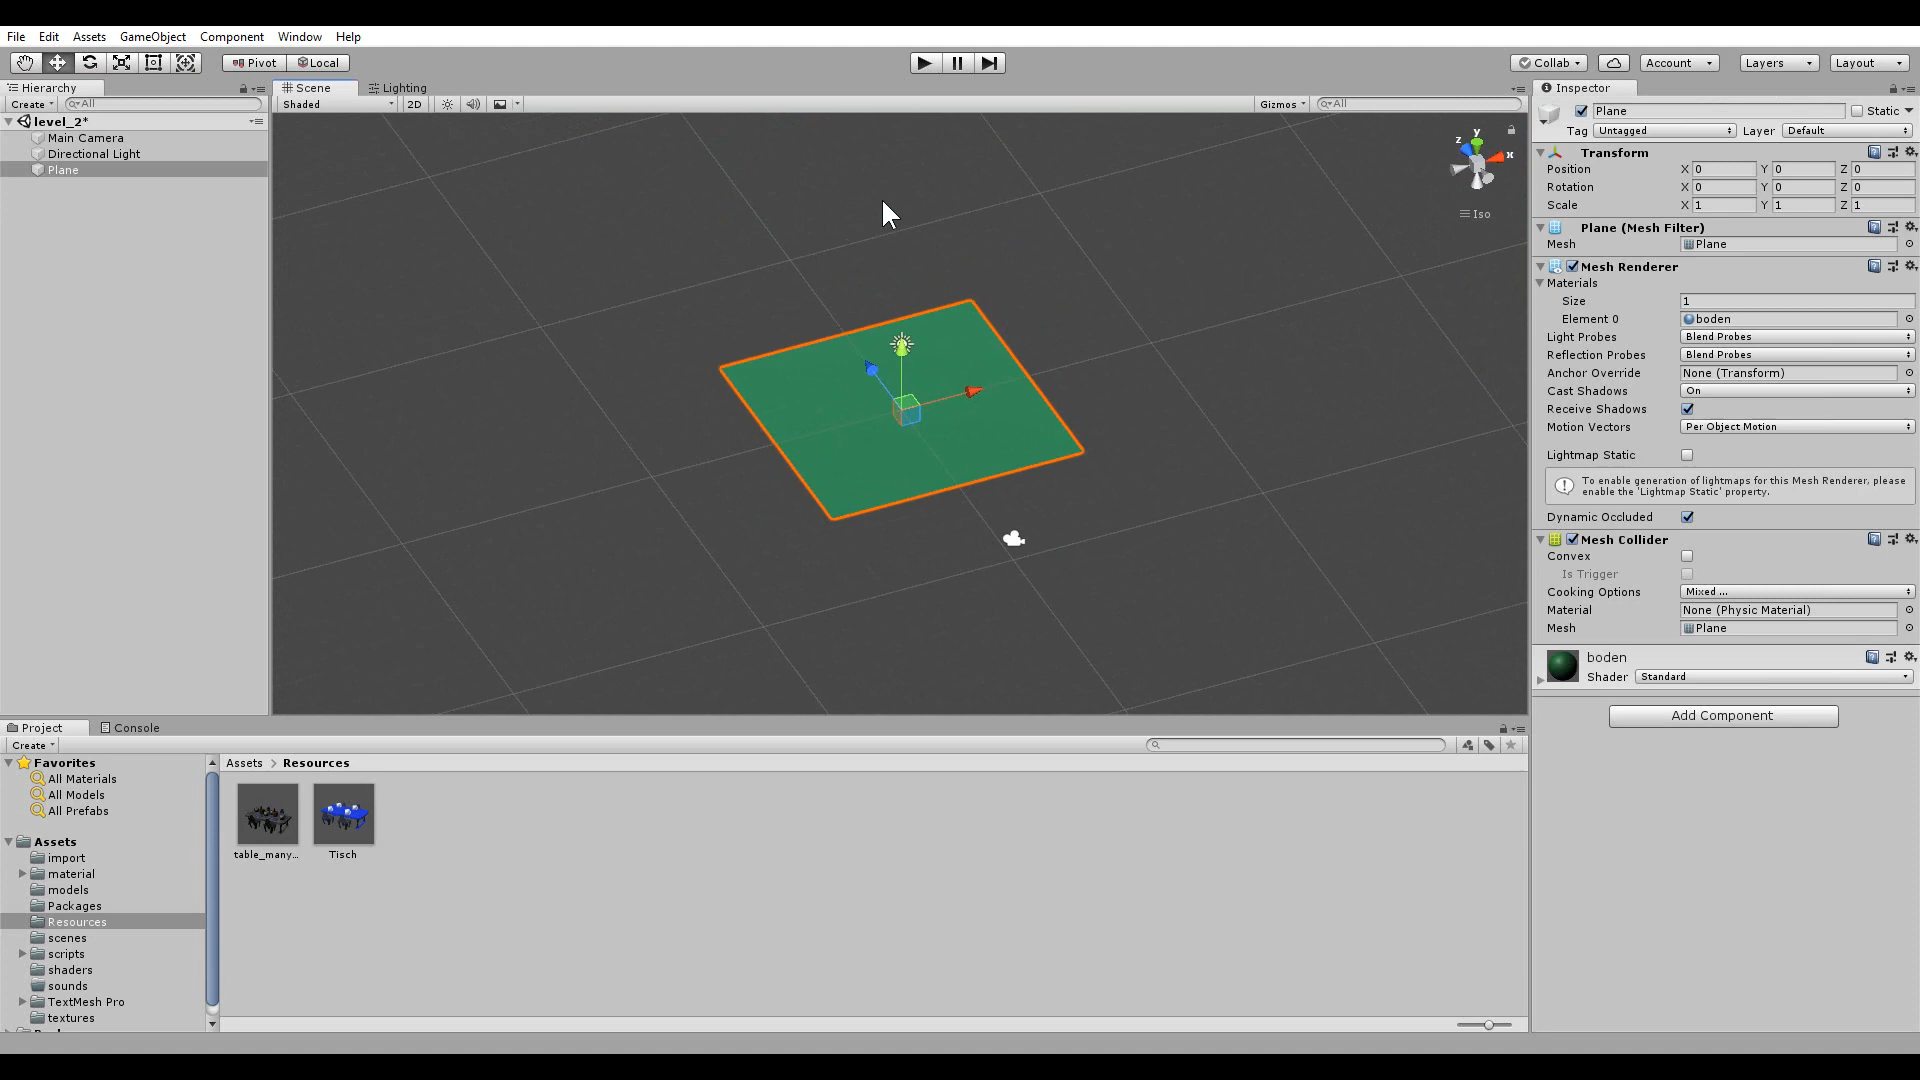 File Edit Assets GameObject Component Window Help
Pivot Local Collab Account Layers Layout
Hierarchy
Create All
level_2*
Main Camera
Directional Light
Plane
Scene Lighting
Shaded 2D Gizmos All
y
z
x
Iso
Inspector
Plane Static
Tag Untagged Layer Default
Transform
Position X 0 Y 0 Z 0
Rotation X 0 Y 0 Z 0
Scale X 1 Y 1 Z 1
Plane (Mesh Filter)
Mesh Plane
Mesh Renderer
Materials
Size 1
Element 0 boden
Light Probes Blend Probes
Reflection Probes Blend Probes
Anchor Override None (Transform)
Cast Shadows On
Receive Shadows
Motion Vectors Per Object Motion
Lightmap Static
To enable generation of lightmaps for this Mesh Renderer, please
enable the 'Lightmap Static' property.
Dynamic Occluded
Mesh Collider
Convex
Is Trigger
Cooking Options Mixed ...
Material None (Physic Material)
Mesh Plane
boden
Shader Standard
Add Component
Project Console
Create
Favorites
All Materials
All Models
All Prefabs
Assets
import
material
models
Packages
Resources
scenes
scripts
shaders
sounds
TextMesh Pro
textures
Assets > Resources
table_many...
Tisch